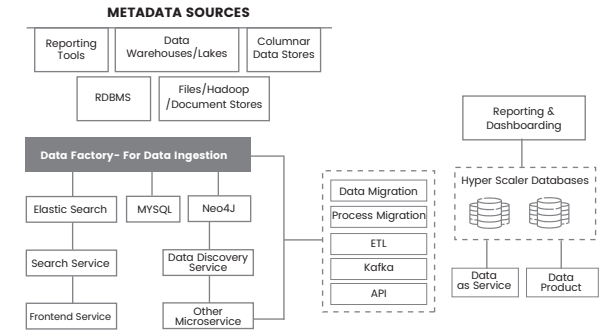 METADATA SOURCES
Reporting
Tools
Data
Warehouses/Lakes
Columnar
Data Stores
RDBMS
Files/Hadoop
/Document Stores
Data Factory- For Data Ingestion
Elastic Search
MYSQL
Neo4J
Search Service
Data Discovery
Service
Frontend Service
Other
Microservice
Data Migration
Process Migration
ETL
Kafka
API
Reporting &
Dashboarding
Hyper Scaler Databases
Data
as Service
Data
Product